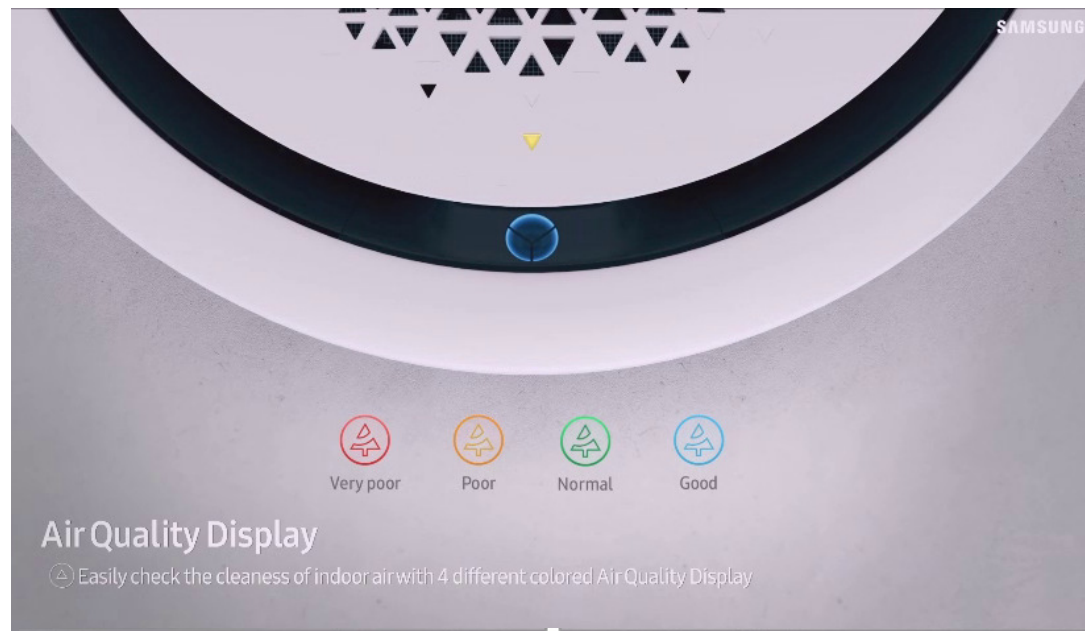 SAMSUNG
Very poor
Poor
Normal
Good
Air Quality Display
Easily check the cleaness of indoor air with 4 different colored Air Quality Display